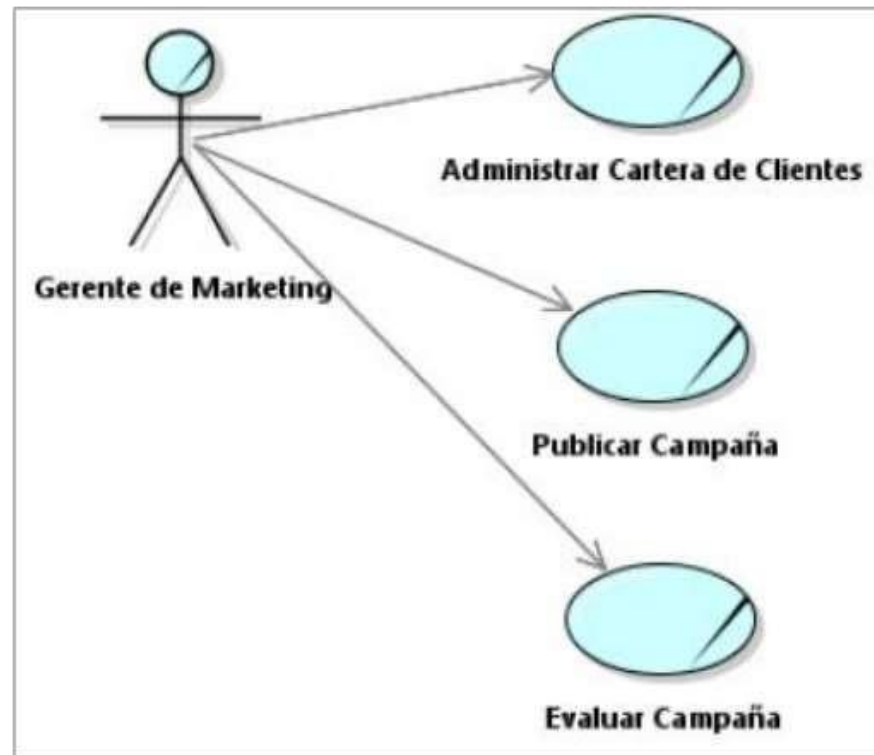 Administrar Cartera de Clientes
Gerente de Marketing
Publicar Campaña
Evaluar Campaña